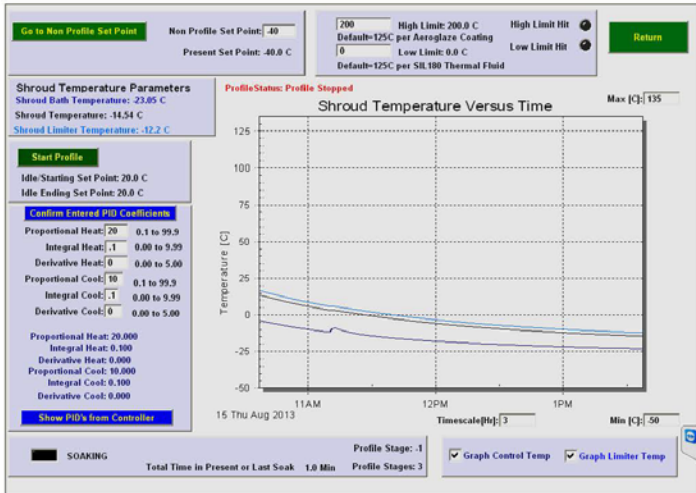 Go to Non Profile Set Point
Non Profile Set Point: -40
Present Set Point: -40.0 C
200 High Limit: 200.0 C
Default=125C per Aeroglaze Coating
0 Low Limit: 0.0 C
Default=125C per SIL180 Thermal Fluid
High Limit Hit
Low Limit Hit
Return
Shroud Temperature Parameters
Shroud Bath Temperature: -23.05 C
Shroud Temperature: -14.54 C
Shroud Limiter Temperature: -12.2 C
ProfileStatus: Profile Stopped
Shroud Temperature Versus Time
Max [C]: 135
Start Profile
Idle/Starting Set Point: 20.0 C
Idle Ending Set Point: 20.0 C
Confirm Entered PID Coefficients
Proportional Heat: 20 0.1 to 99.9
Integral Heat: .1 0.00 to 9.99
Derivative Heat: 0 0.00 to 5.00
Proportional Cool: 10 0.1 to 99.9
Integral Cool: .1 0.00 to 9.99
Derivative Cool: 0 0.00 to 5.00
Proportional Heat: 20.000
Integral Heat: 0.100
Derivative Heat: 0.000
Proportional Cool: 10.000
Integral Cool: 0.100
Derivative Cool: 0.000
Show PID's from Controller
Temperature [C]
125
100
75
50
25
0
-25
-50
11AM 12PM 1PM
15 Thu Aug 2013
Timescale[Hr]: 3
Min [C]: -50
SOAKING
Total Time in Present or Last Soak 1.0 Min
Profile Stage: -1
Profile Stages: 3
Graph Control Temp
Graph Limiter Temp